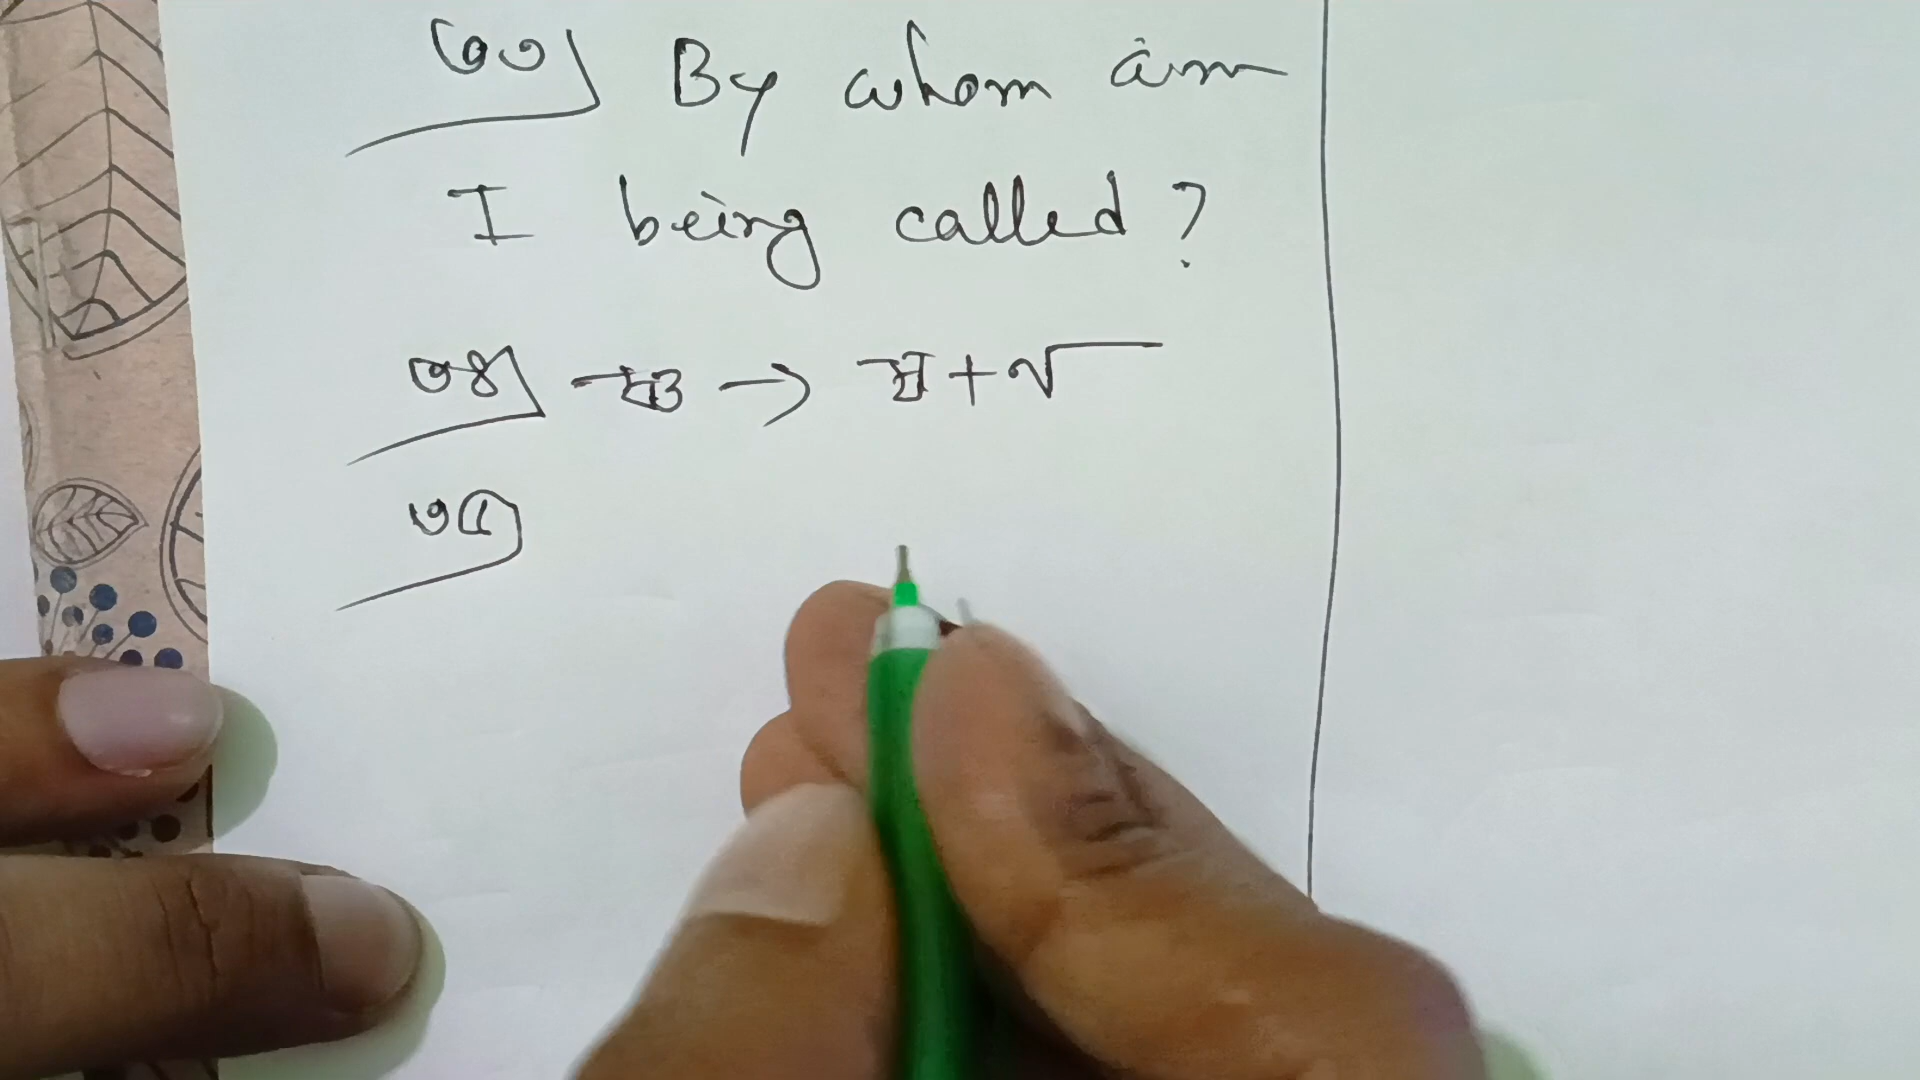 ৩৩) By whom am
I being called?
৩৪) ষ্ণ → ষ + ণ
৩৫)